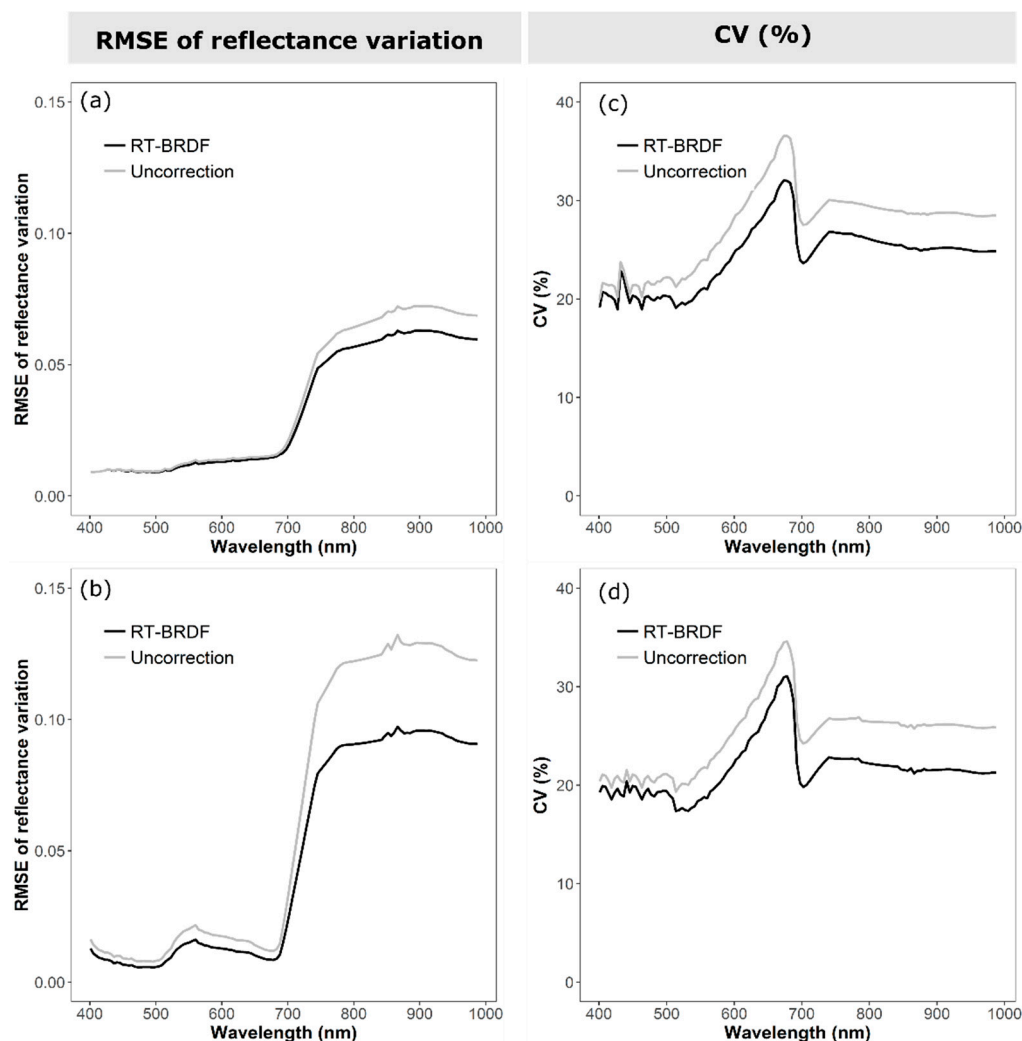 RMSE of reflectance variation
CV (%)
(a)
RT-BRDF
Uncorrection
RMSE of reflectance variation
0.15
0.10
0.05
0.00
400 500 600 700 800 900 1000
Wavelength (nm)
(c)
RT-BRDF
Uncorrection
CV (%)
40
30
20
10
0
400 500 600 700 800 900 1000
Wavelength (nm)
(b)
RT-BRDF
Uncorrection
RMSE of reflectance variation
0.15
0.10
0.05
0.00
400 500 600 700 800 900 1000
Wavelength (nm)
(d)
RT-BRDF
Uncorrection
CV (%)
40
30
20
10
0
400 500 600 700 800 900 1000
Wavelength (nm)